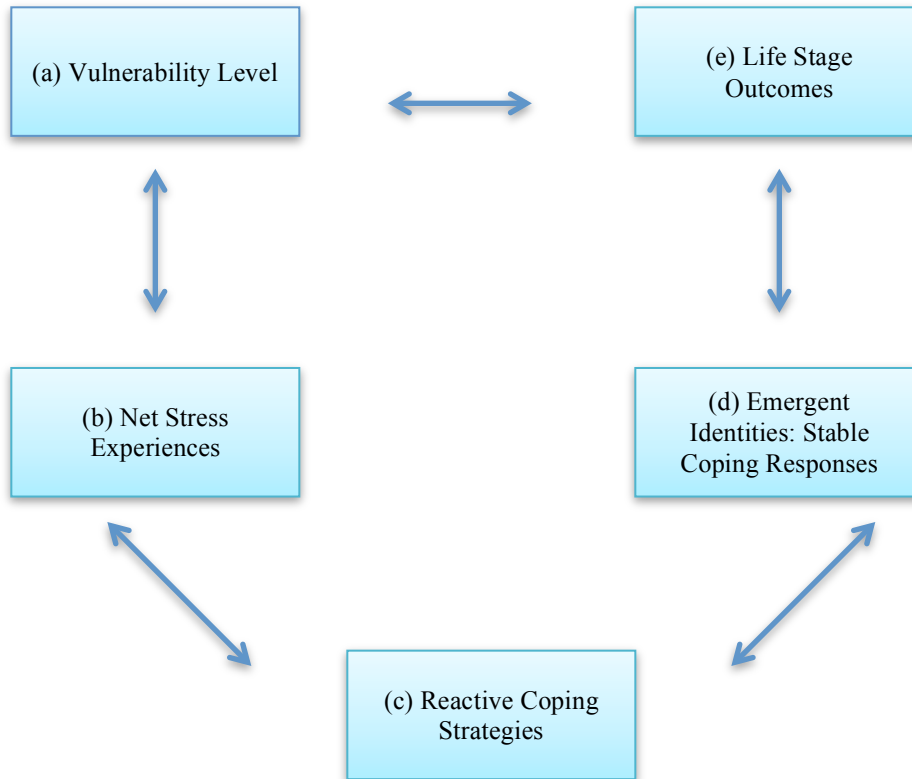 (a) Vulnerability Level
(e) Life Stage
Outcomes
(b) Net Stress
Experiences
(d) Emergent
Identities: Stable
Coping Responses
(c) Reactive Coping
Strategies